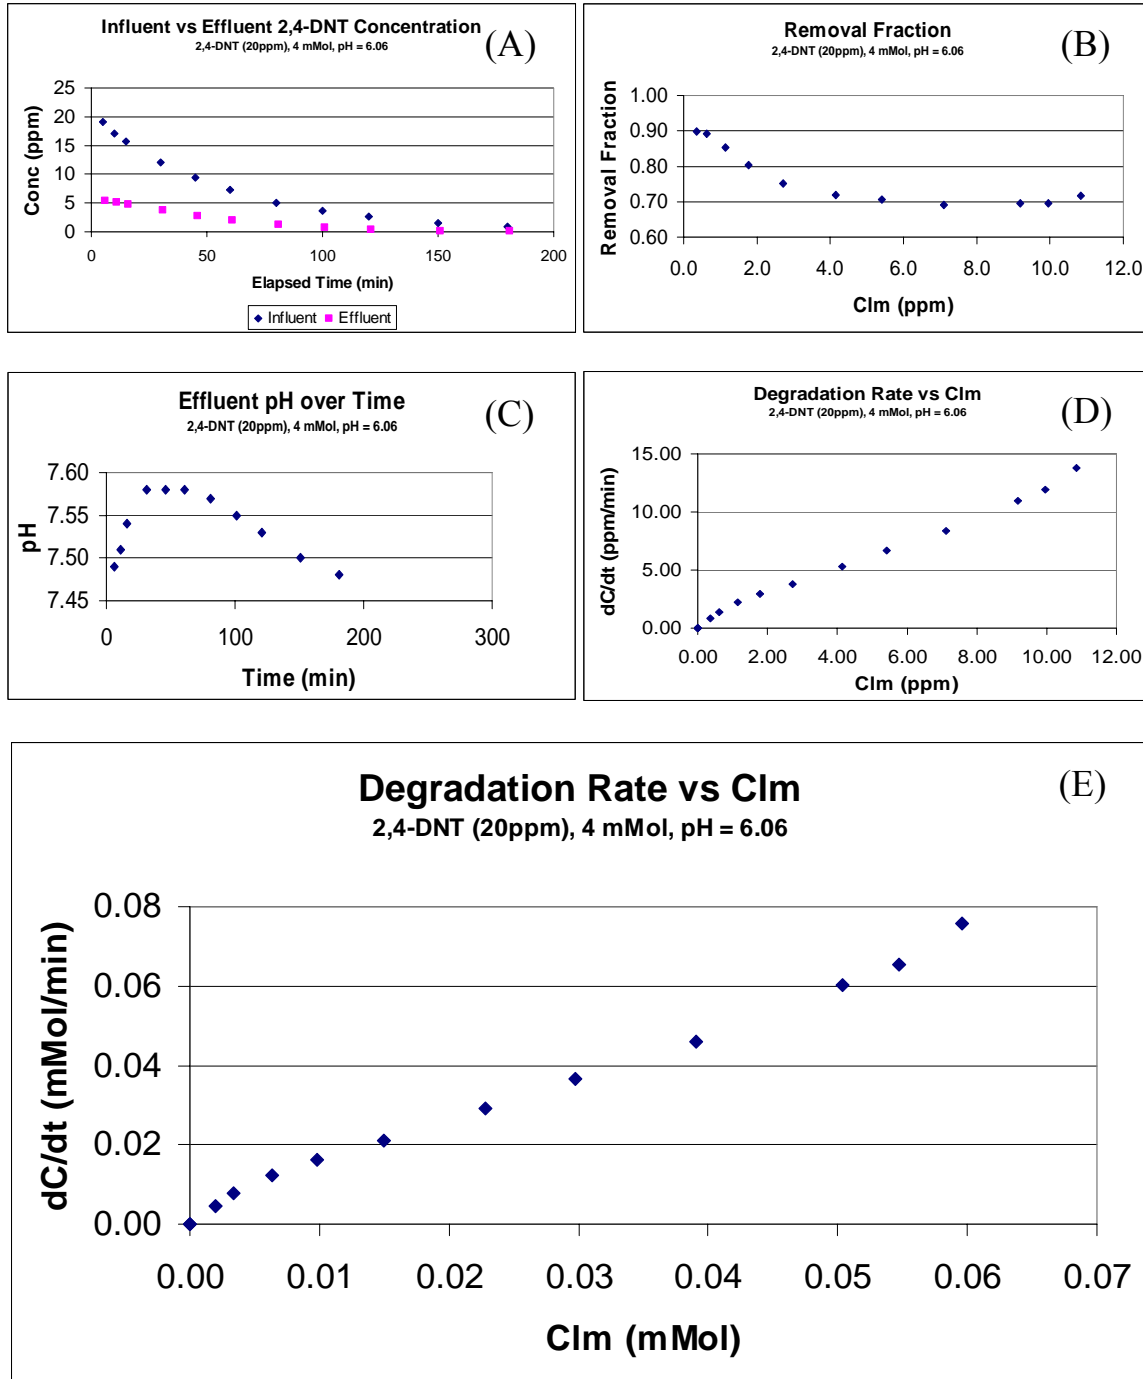 Influent vs Effluent 2,4-DNT Concentration
(A)
2,4-DNT (20ppm), 4 mMol, pH = 6.06
25
20
15
10
5
0
Conc (ppm)
0 50 100 150 200
Elapsed Time (min)
Influent Effluent
Removal Fraction
(B)
2,4-DNT (20ppm), 4 mMol, pH = 6.06
1.00
0.90
0.80
0.70
0.60
Removal Fraction
0.0 2.0 4.0 6.0 8.0 10.0 12.0
Clm (ppm)
Effluent pH over Time
(C)
2,4-DNT (20ppm), 4 mMol, pH = 6.06
7.60
7.55
7.50
7.45
pH
0 100 200 300
Time (min)
Degradation Rate vs Clm
(D)
2,4-DNT (20ppm), 4 mMol, pH = 6.06
15.00
10.00
5.00
0.00
dC/dt (ppm/min)
0.00 2.00 4.00 6.00 8.00 10.00 12.00
Clm (ppm)
Degradation Rate vs Clm
(E)
2,4-DNT (20ppm), 4 mMol, pH = 6.06
0.08
0.06
0.04
0.02
0.00
dC/dt (mMol/min)
0.00 0.01 0.02 0.03 0.04 0.05 0.06 0.07
Clm (mMol)